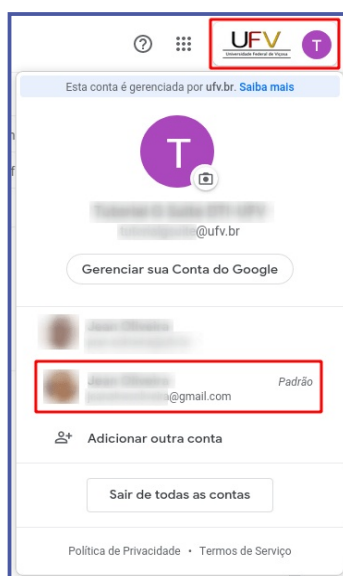 UFV
Universidade Federal de Viçosa
T
Esta conta é gerenciada por ufv.br. Saiba mais
T
@ufv.br
Gerenciar sua Conta do Google
Padrão
@gmail.com
Adicionar outra conta
Sair de todas as contas
Política de Privacidade • Termos de Serviço